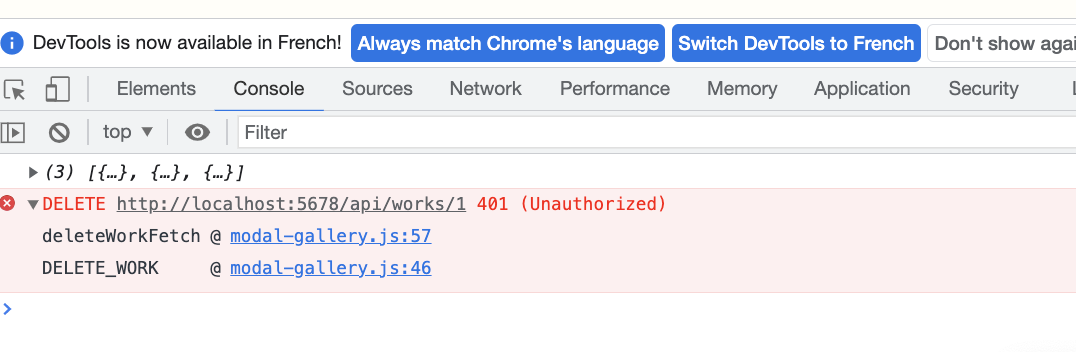 DevTools is now available in French! Always match Chrome's language Switch DevTools to French Don't show agai
Elements Console Sources Network Performance Memory Application Security
top Filter
(3) [{…}, {…}, {…}]
DELETE http://localhost:5678/api/works/1 401 (Unauthorized)
deleteWorkFetch @ modal-gallery.js:57
DELETE_WORK @ modal-gallery.js:46